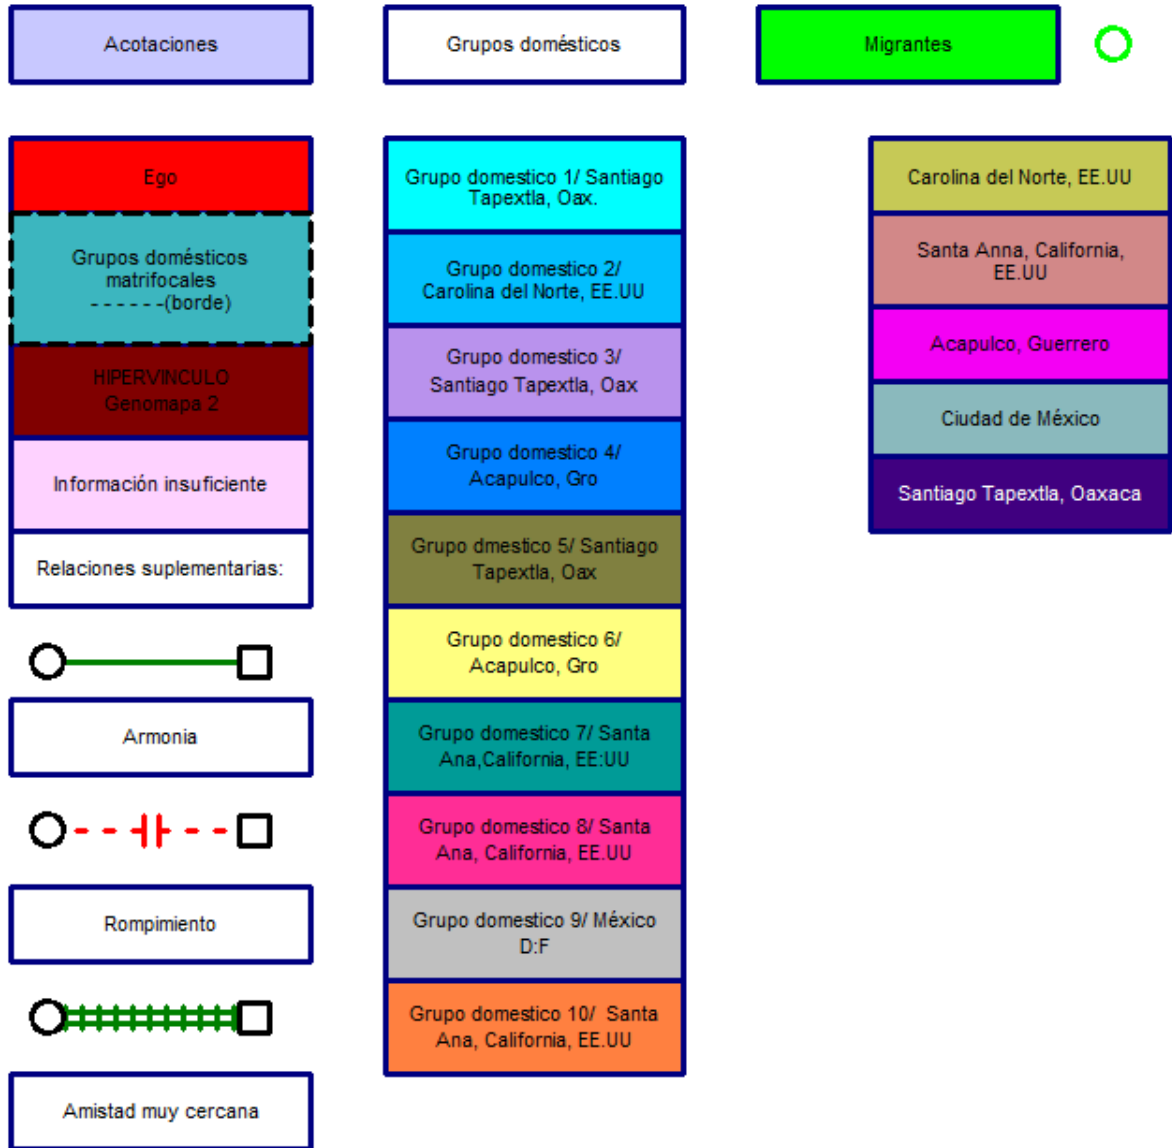 Acotaciones
Grupos domésticos
Migrantes
Ego
Grupos domésticos
matrifocales
- - - - - -(borde)
HIPERVINCULO
Genomapa 2
Información insuficiente
Relaciones suplementarias:
Armonia
Rompimiento
Amistad muy cercana
Grupo domestico 1/ Santiago
Tapextla, Oax.
Grupo domestico 2/
Carolina del Norte, EE.UU
Grupo domestico 3/
Santiago Tapextla, Oax
Grupo domestico 4/
Acapulco, Gro
Grupo dmestico 5/ Santiago
Tapextla, Oax
Grupo domestico 6/
Acapulco, Gro
Grupo domestico 7/ Santa
Ana,California, EE:UU
Grupo domestico 8/ Santa
Ana, California, EE.UU
Grupo domestico 9/ México
D:F
Grupo domestico 10/ Santa
Ana, California, EE.UU
Carolina del Norte, EE.UU
Santa Anna, California,
EE.UU
Acapulco, Guerrero
Ciudad de México
Santiago Tapextla, Oaxaca